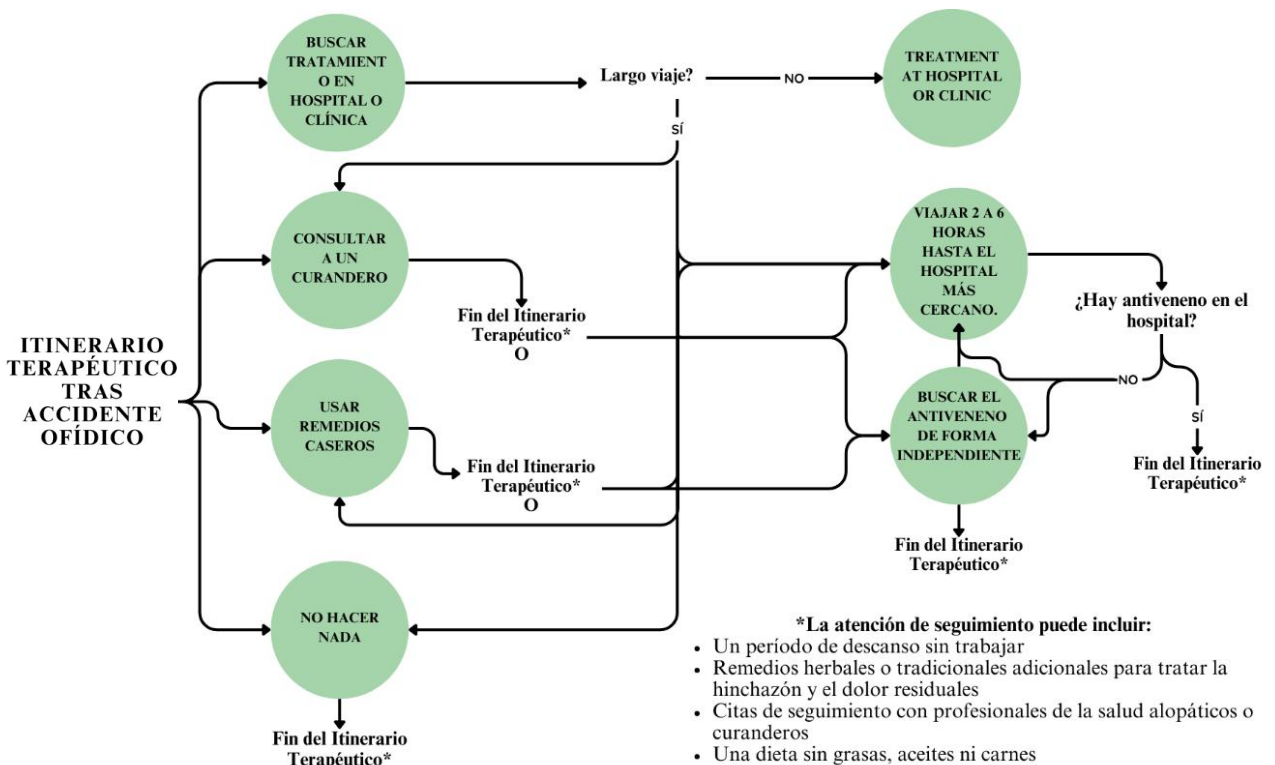 BUSCAR
TRATAMIENT
O EN
HOSPITAL O
CLÍNICA
Largo viaje?
NO
TREATMENT
AT HOSPITAL
OR CLINIC
SÍ
CONSULTAR
A UN
CURANDERO
VIAJAR 2 A 6
HORAS
HASTA EL
HOSPITAL
MÁS
CERCANO.
¿Hay antiveneno en el
hospital?
Fin del Itinerario
Terapéutico*
O
ITINERARIO
TERAPÉUTICO
TRAS
ACCIDENTE
OFÍDICO
USAR
REMEDIOS
CASEROS
NO
BUSCAR EL
ANTIVENENO
DE FORMA
INDEPENDIENTE
SÍ
Fin del Itinerario
Terapéutico*
Fin del Itinerario
Terapéutico*
O
Fin del Itinerario
Terapéutico*
NO HACER
NADA
Fin del Itinerario
Terapéutico*
*La atención de seguimiento puede incluir:
• Un período de descanso sin trabajar
• Remedios herbales o tradicionales adicionales para tratar la
hinchazón y el dolor residuales
• Citas de seguimiento con profesionales de la salud alopáticos o
curanderos
• Una dieta sin grasas, aceites ni carnes